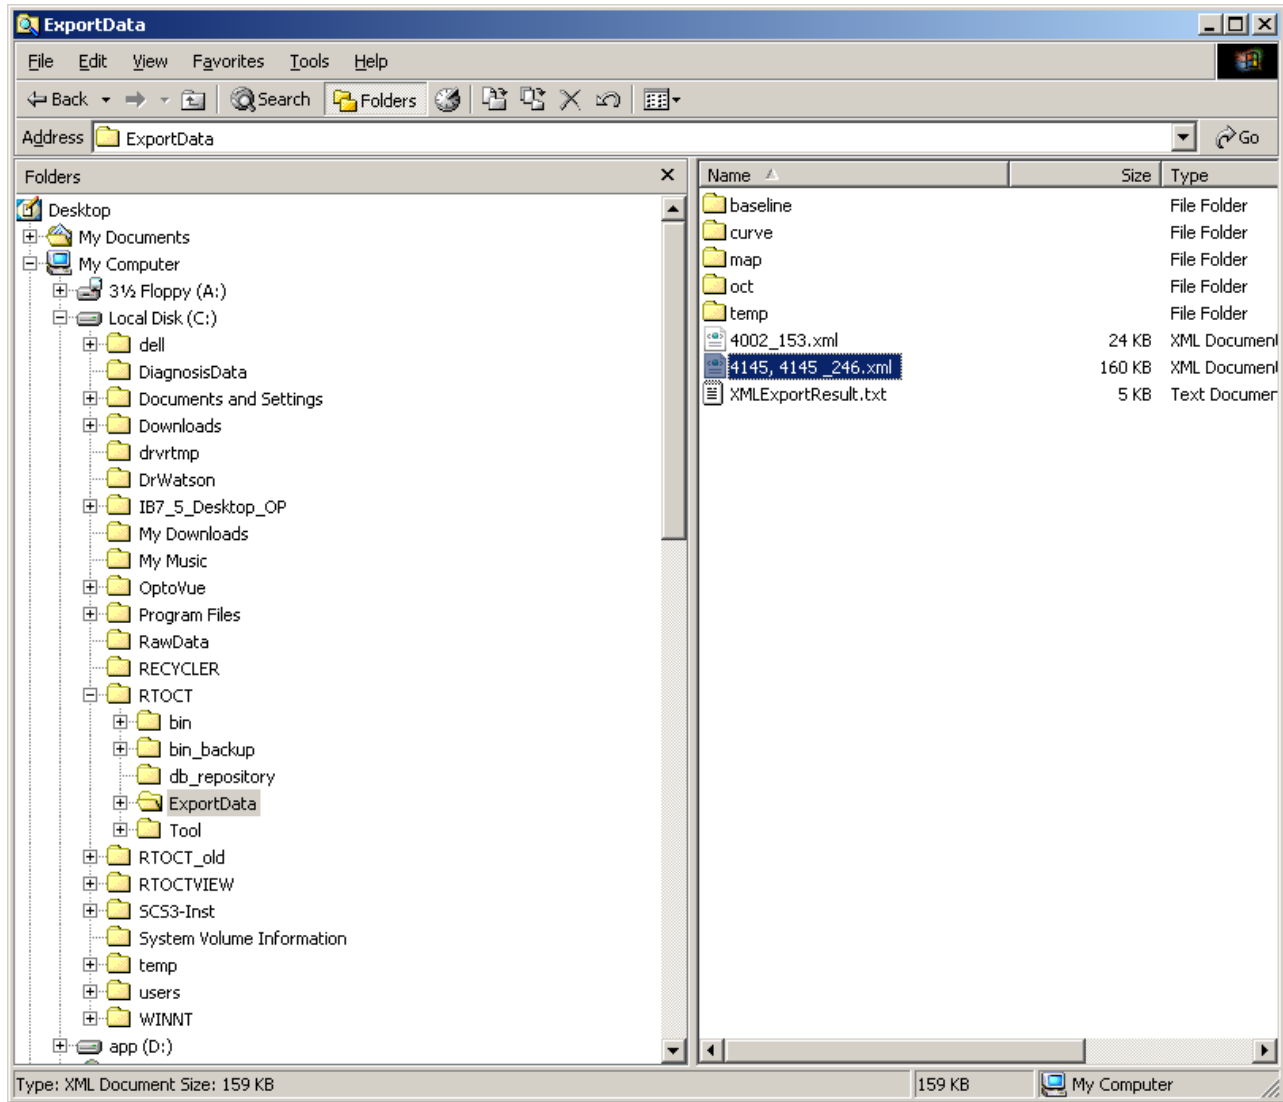 ExportData
File Edit View Favorites Tools Help
Back Search Folders
Address ExportData Go
Folders
Desktop
My Documents
My Computer
3½ Floppy (A:)
Local Disk (C:)
dell
DiagnosisData
Documents and Settings
Downloads
drvrtmp
DrWatson
IB7_5_Desktop_OP
My Downloads
My Music
OptoVue
Program Files
RawData
RECYCLER
RTOCT
bin
bin_backup
db_repository
ExportData
Tool
RTOCT_old
RTOCTVIEW
SCS3-Inst
System Volume Information
temp
users
WINNT
app (D:)
Name Size Type
baseline File Folder
curve File Folder
map File Folder
oct File Folder
temp File Folder
4002_153.xml 24 KB XML Document
4145, 4145 _246.xml 160 KB XML Document
XMLExportResult.txt 5 KB Text Documen
Type: XML Document Size: 159 KB 159 KB My Computer